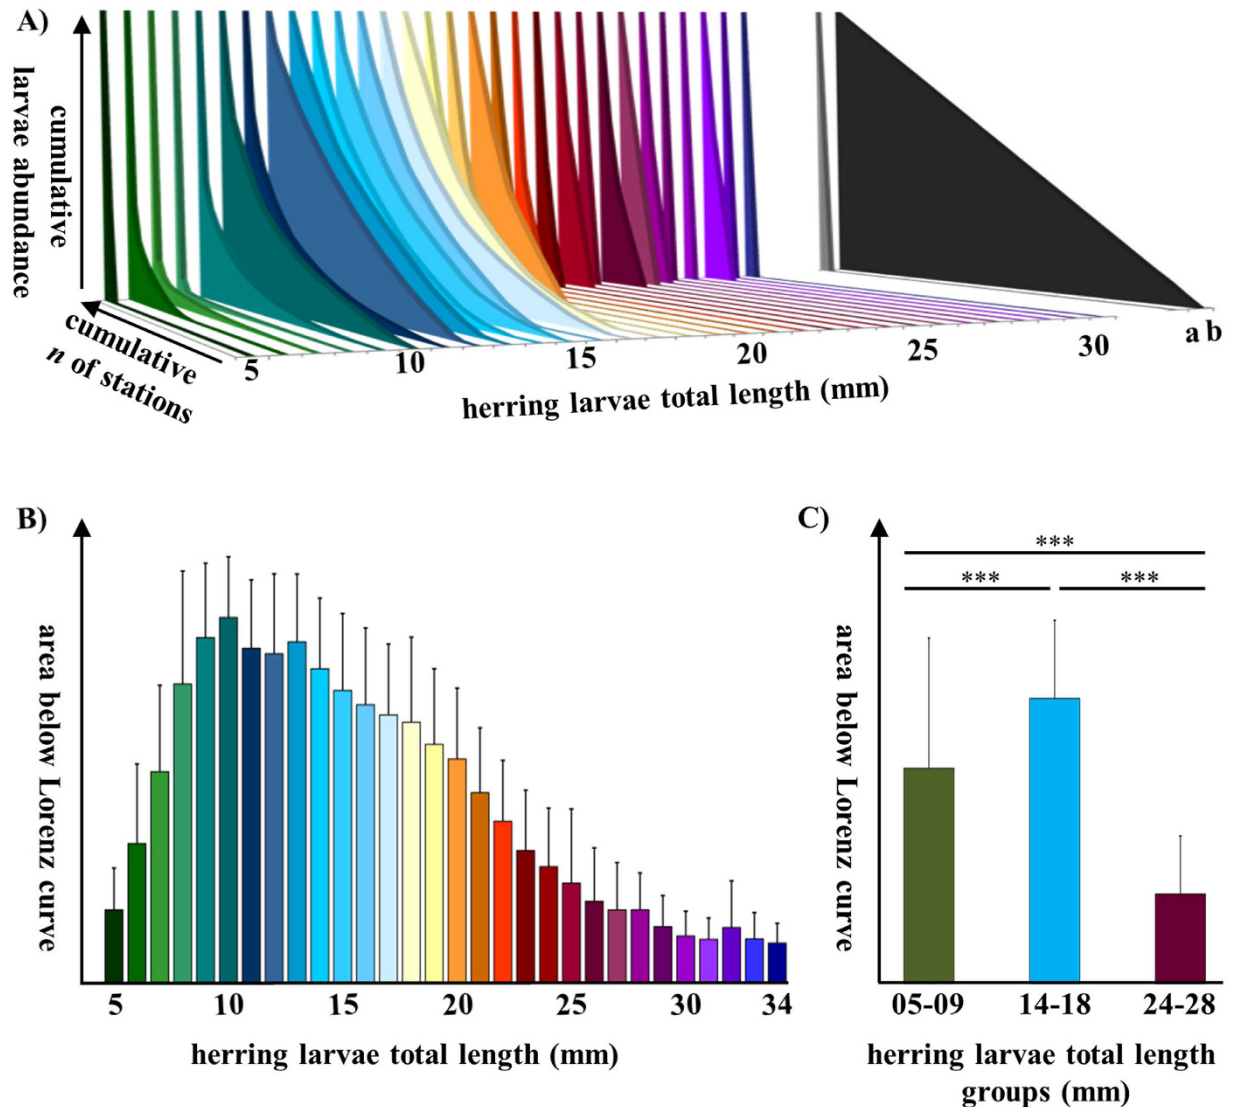 A)
cumulative
larvae abundance
cumulative
n of stations
5 10 15 20 25 30 a b
herring larvae total length (mm)
B)
area below Lorenz curve
5 10 15 20 25 30 34
herring larvae total length (mm)
C)
***
*** ***
area below Lorenz curve
05-09 14-18 24-28
herring larvae total length
groups (mm)